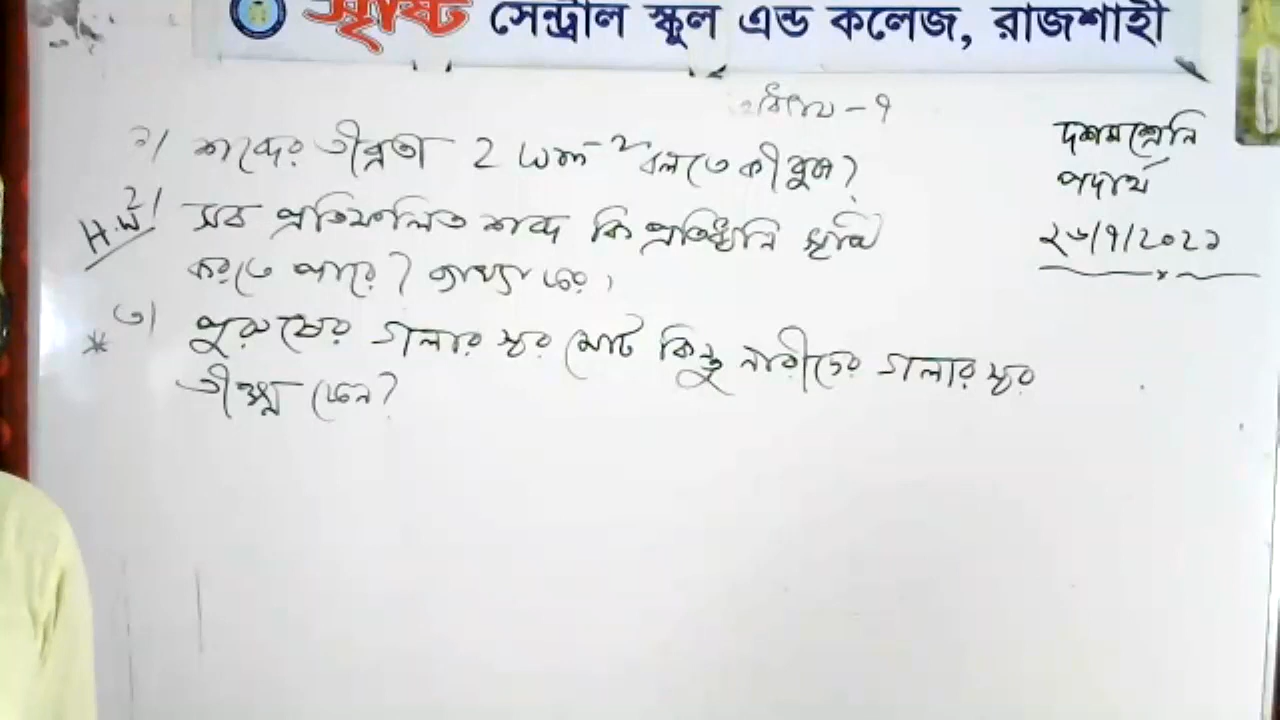 সৃষ্টি সেন্ট্রাল স্কুল এন্ড কলেজ, রাজশাহী
অধ্যায় - ৭
দশম শ্রেনি
পদার্থ
২৬/৭/২০২১
১/ শব্দের তীব্রতা 2 Wm⁻² বলতে কী বুঝ?
H.W ২/ সব প্রতিফলিত শব্দ কি প্রতিধ্বনি সৃষ্টি
করতে পারে? ব্যাখ্যা কর।
* ৩/ পুরুষের গলার স্বর মোটা কিন্তু নারীদের গলার স্বর
তীক্ষ্ণ কেন?